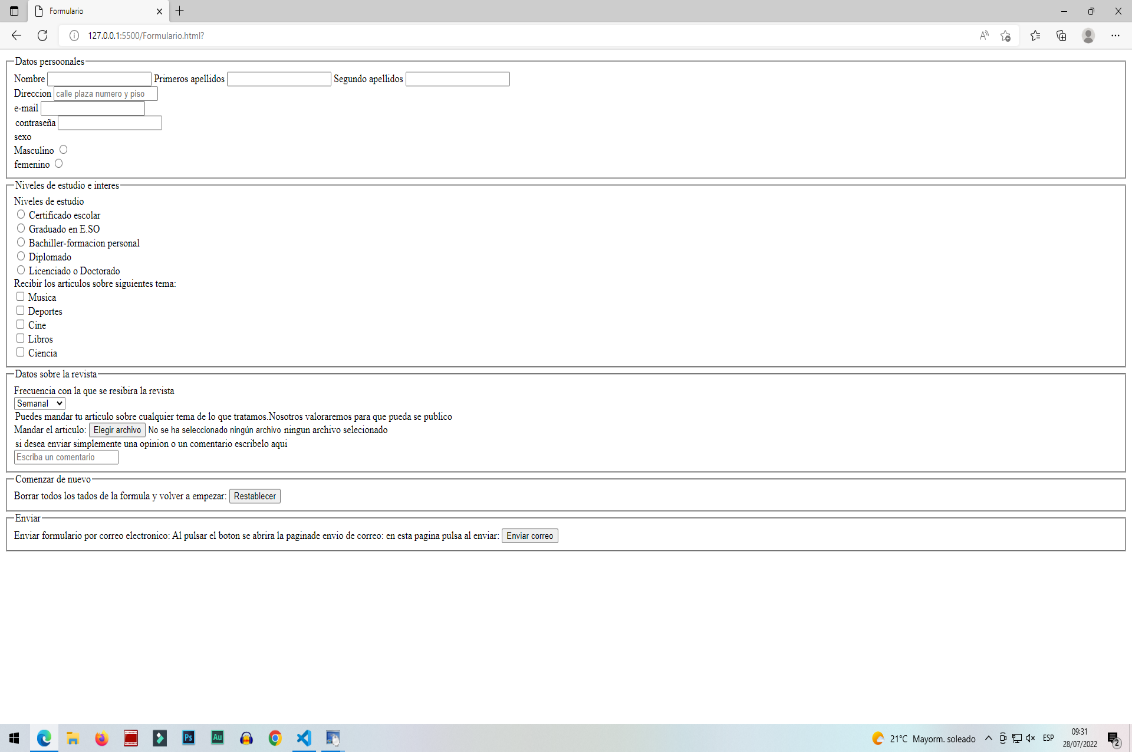 Formulario
127.0.0.1:5500/Formulario.html?
Datos persoonales
Nombre Primeros apellidos Segundo apellidos
Direccion calle plaza numero y piso
e-mail
contraseña
sexo
Masculino
femenino
Niveles de estudio e interes
Niveles de estudio
Certificado escolar
Graduado en E.SO
Bachiller-formacion personal
Diplomado
Licenciado o Doctorado
Recibir los articulos sobre siguientes tema:
Musica
Deportes
Cine
Libros
Ciencia
Datos sobre la revista
Frecuencia con la que se resibira la revista
Semanal
Puedes mandar tu articulo sobre cualquier tema de lo que tratamos.Nosotros valoraremos para que pueda se publico
Mandar el articulo: Elegir archivo No se ha seleccionado ningún archivo ningun archivo selecionado
si desea enviar simplemente una opinion o un comentario escribelo aqui
Escriba un comentario
Comenzar de nuevo
Borrar todos los tados de la formula y volver a empezar: Restablecer
Enviar
Enviar formulario por correo electronico: Al pulsar el boton se abrira la paginade envio de correo: en esta pagina pulsa al enviar: Enviar correo
Ps Au 21°C Mayorm. soleado ESP 09:31
28/07/2022 2